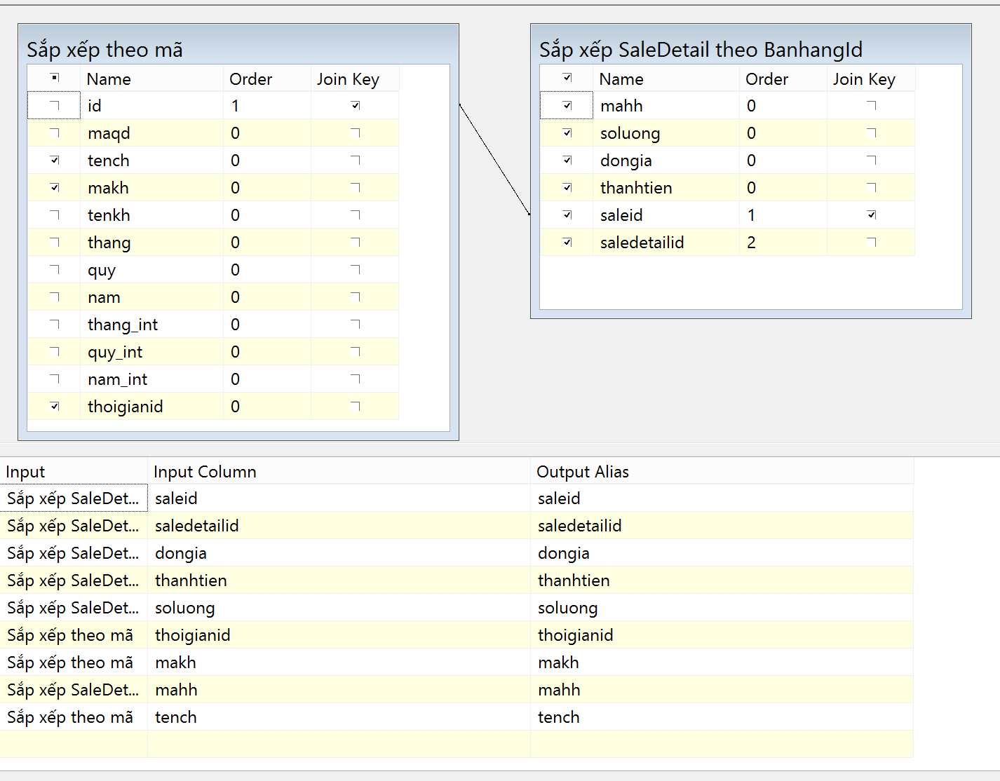 Sắp xếp theo mã
Name Order Join Key
id 1
maqd 0
tench 0
makh 0
tenkh 0
thang 0
quy 0
nam 0
thang_int 0
quy_int 0
nam_int 0
thoigianid 0
Sắp xếp SaleDetail theo BanhangId
Name Order Join Key
mahh 0
soluong 0
dongia 0
thanhtien 0
saleid 1
saledetailid 2
Input Input Column Output Alias
Sắp xếp SaleDet... saleid saleid
Sắp xếp SaleDet... saledetailid saledetailid
Sắp xếp SaleDet... dongia dongia
Sắp xếp SaleDet... thanhtien thanhtien
Sắp xếp SaleDet... soluong soluong
Sắp xếp theo mã thoigianid thoigianid
Sắp xếp theo mã makh makh
Sắp xếp SaleDet... mahh mahh
Sắp xếp theo mã tench tench